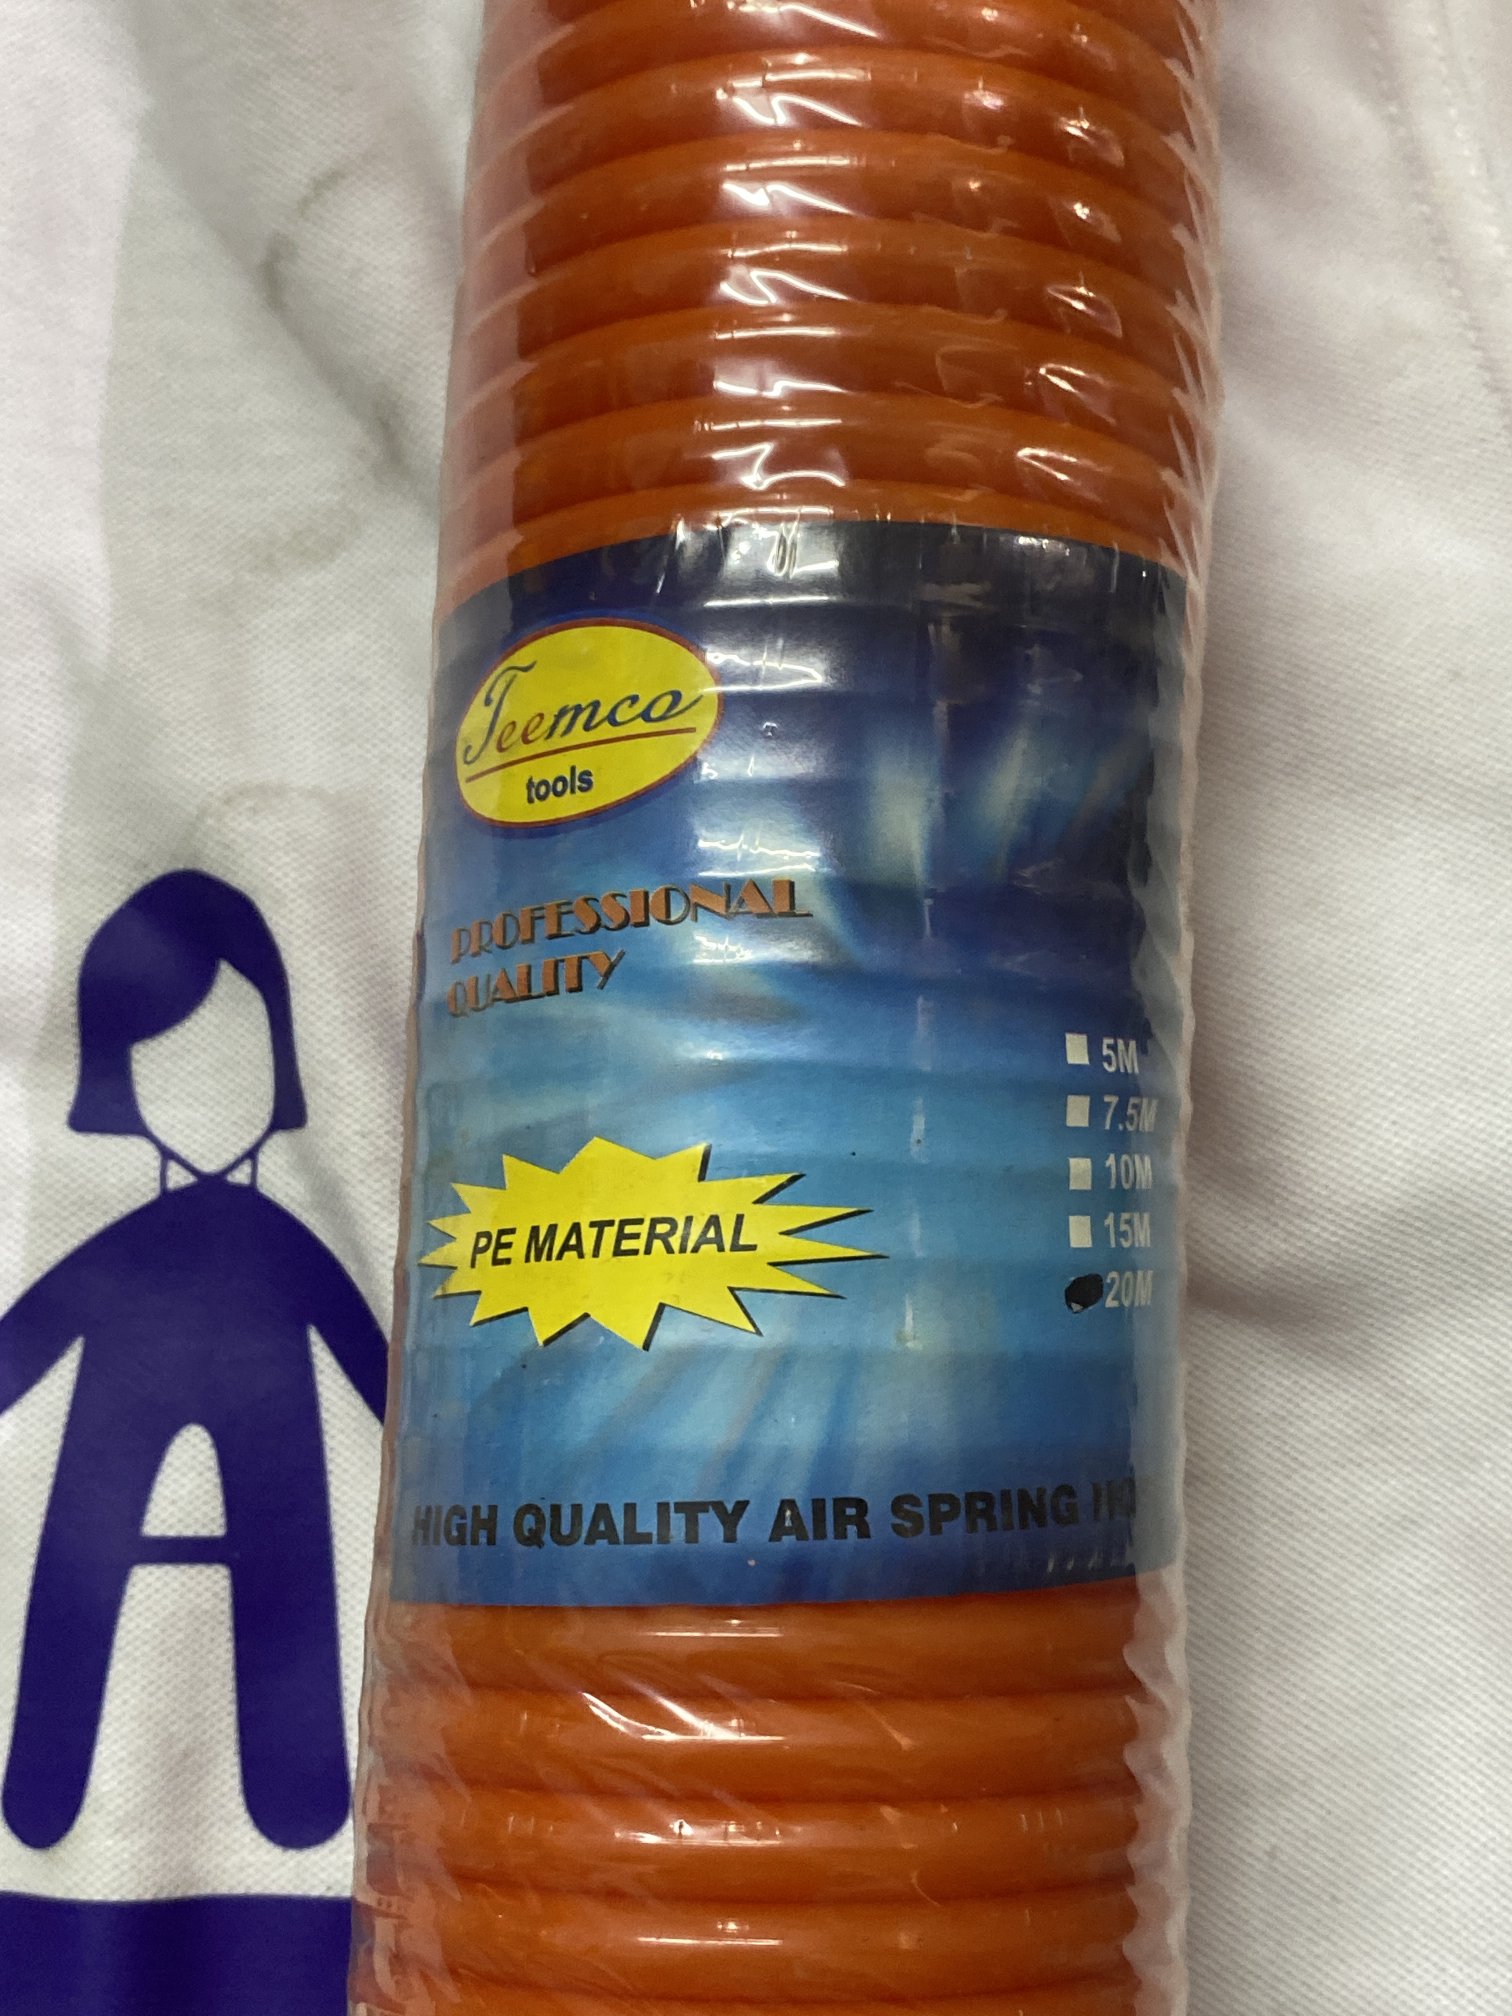 Teemco
tools
PROFESSIONAL
QUALITY
5M
7.5M
10M
15M
20M
PE MATERIAL
HIGH QUALITY AIR SPRING